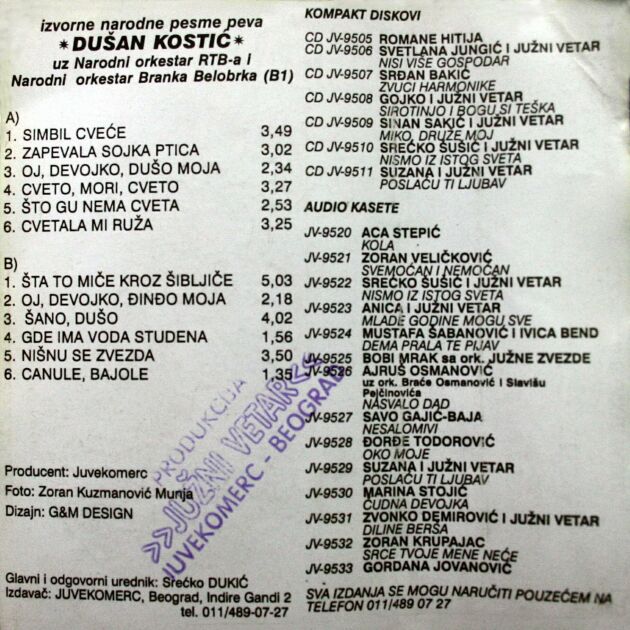 izvorne narodne pesme peva
*DUŠAN KOSTIĆ*
uz Narodni orkestar RTB-a i
Narodni orkestar Branka Belobrka (B1)
A)
1. SIMBIL CVEĆE 3,49
2. ZAPEVALA SOJKA PTICA 3,02
3. OJ, DEVOJKO, DUŠO MOJA 2,34
4. CVETO, MORI, CVETO 3,27
5. ŠTO GU NEMA CVETA 2,53
6. CVETALA MI RUŽA 3,25
B)
1. ŠTA TO MIČE KROZ ŠIBLJIČE 5,03
2. OJ, DEVOJKO, ĐINĐO MOJA 2,18
3. ŠANO, DUŠO 4,02
4. GDE IMA VODA STUDENA 1,56
5. NIŠNU SE ZVEZDA 3,50
6. CANULE, BAJOLE 1,35
PRODUKCIJA
>>JUŽNI VETAR<<
JUVEKOMERC - BEOGRAD
Producent: Juvekomerc
Foto: Zoran Kuzmanović Munja
Dizajn: G&M DESIGN
Glavni i odgovorni urednik: Srećko DUKIĆ
Izdavač: JUVEKOMERC, Beograd, Indire Gandi 2
tel. 011/489-07-27
KOMPAKT DISKOVI
CD JV-9505 ROMANE HITIJA
CD JV-9506 SVETLANA JUNGIĆ I JUŽNI VETAR
NISI VIŠE GOSPODAR
CD JV-9507 SRĐAN BAKIĆ
ZVUCI HARMONIKE
CD JV-9508 GOJKO I JUŽNI VETAR
SIROTINJO I BOGU SI TEŠKA
CD JV-9509 SINAN SAKIĆ I JUŽNI VETAR
MIKO, DRUŽE MOJ
CD JV-9510 SREĆKO ŠUŠIĆ I JUŽNI VETAR
NISMO IZ ISTOG SVETA
CD JV-9511 SUZANA I JUŽNI VETAR
POSLAĆU TI LJUBAV
AUDIO KASETE
JV-9520 ACA STEPIĆ
KOLA
JV-9521 ZORAN VELIČKOVIĆ
SVEMOĆAN I NEMOĆAN
JV-9522 SREĆKO ŠUŠIĆ I JUŽNI VETAR
NISMO IZ ISTOG SVETA
JV-9523 ANICA I JUŽNI VETAR
MLADE GODINE MOGU SVE
JV-9524 MUSTAFA ŠABANOVIĆ I IVICA BEND
DEMA PRALA TE PIJAV
JV-9525 BOBI MRAK sa ork. JUŽNE ZVEZDE
JV-9526 AJRUŠ OSMANOVIĆ
uz ork. Braće Osmanović i Slavišu
Pejčinovića
NASVALO DAD
JV-9527 SAVO GAJIĆ-BAJA
NESALOMIVI
JV-9528 ĐORĐE TODOROVIĆ
OKO MOJE
JV-9529 SUZANA I JUŽNI VETAR
POSLAĆU TI LJUBAV
JV-9530 MARINA STOJIĆ
ČUDNA DEVOJKA
JV-9531 ZVONKO DEMIROVIĆ I JUŽNI VETAR
DILINE BERŠA
JV-9532 ZORAN KRUPAJAC
SRCE TVOJE MENE NEĆE
JV-9533 GORDANA JOVANOVIĆ
SVA IZDANJA SE MOGU NARUČITI POUZEĆEM NA
TELEFON 011/489 07 27